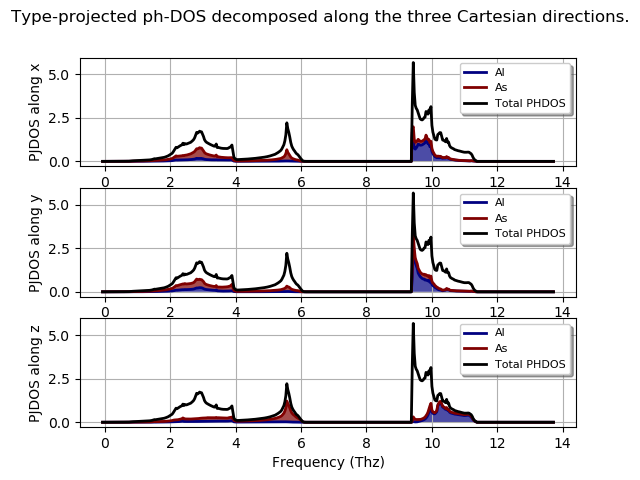 Type-projected ph-DOS decomposed along the three Cartesian directions.
PJDOS along x
5.0
2.5
0.0
Al
As
Total PHDOS
0 2 4 6 8 10 12 14
PJDOS along y
5.0
2.5
0.0
Al
As
Total PHDOS
0 2 4 6 8 10 12 14
PJDOS along z
5.0
2.5
0.0
Al
As
Total PHDOS
0 2 4 6 8 10 12 14
Frequency (Thz)